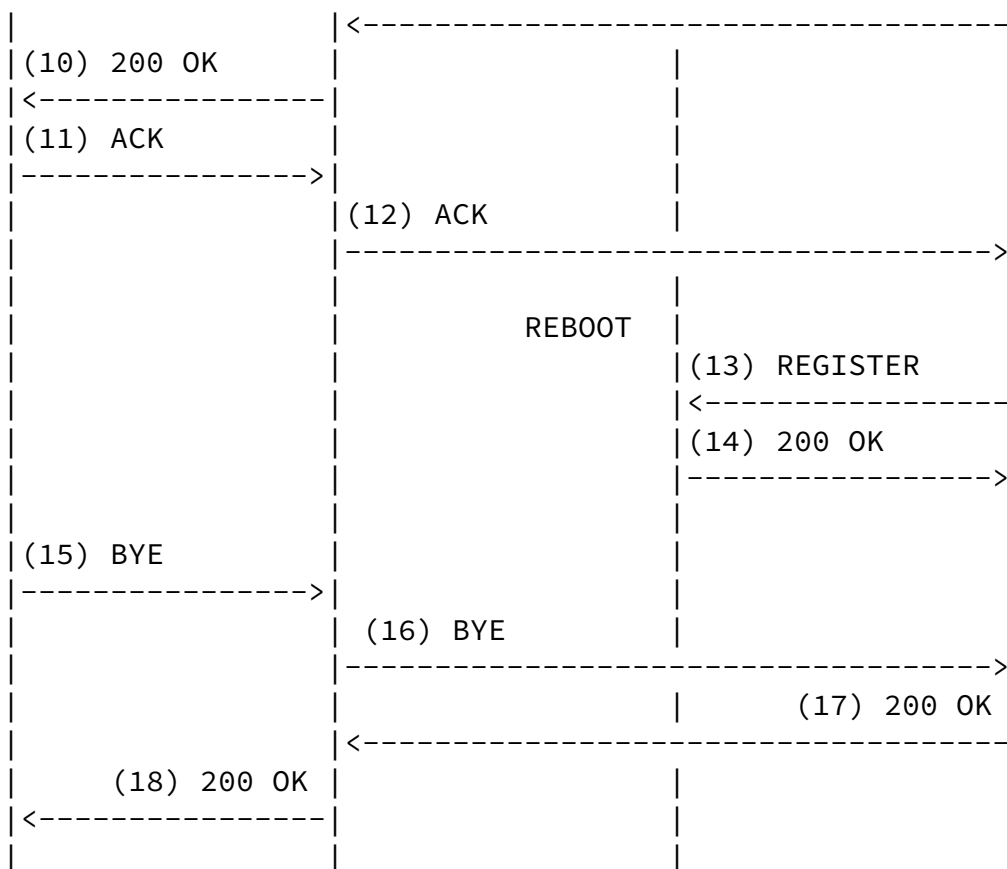 (10) 200 OK
(11) ACK
(12) ACK
REBOOT
(13) REGISTER
(14) 200 OK
(15) BYE
(16) BYE
(17) 200 OK
(18) 200 OK